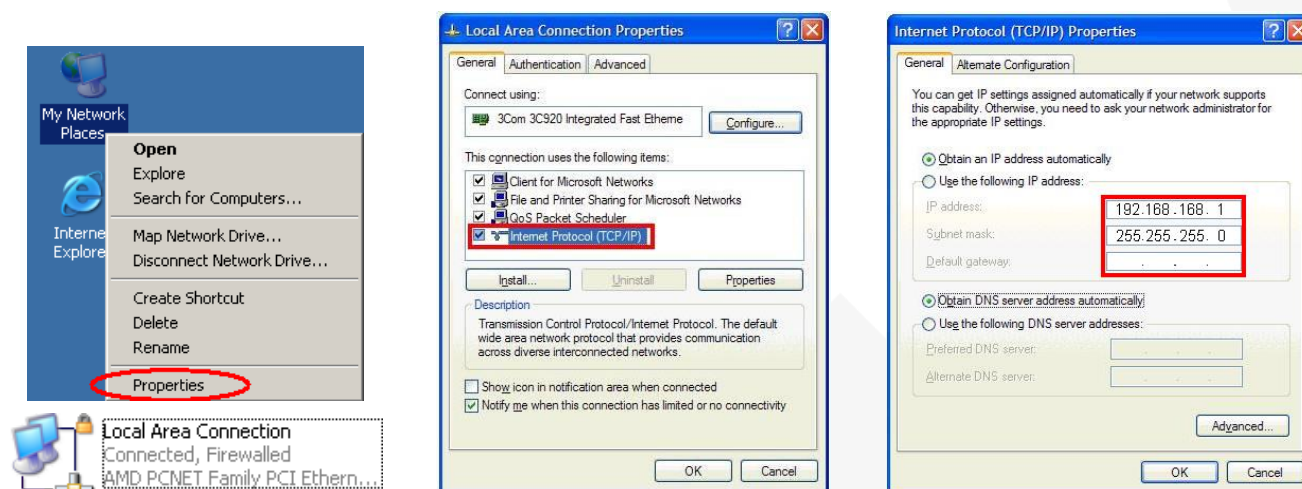 My Network
Places
Open
Explore
Search for Computers...
Map Network Drive...
Disconnect Network Drive...
Create Shortcut
Delete
Rename
Properties
Interne
Explore
Local Area Connection
Connected, Firewalled
AMD PCNET Family PCI Ethern...
Local Area Connection Properties
General Authentication Advanced
Connect using:
3Com 3C920 Integrated Fast Etherne Configure...
This connection uses the following items:
Client for Microsoft Networks
File and Printer Sharing for Microsoft Networks
QoS Packet Scheduler
Internet Protocol (TCP/IP)
Install... Uninstall Properties
Description
Transmission Control Protocol/Internet Protocol. The default
wide area network protocol that provides communication
across diverse interconnected networks.
Show icon in notification area when connected
Notify me when this connection has limited or no connectivity
OK Cancel
Internet Protocol (TCP/IP) Properties
General Alternate Configuration
You can get IP settings assigned automatically if your network supports
this capability. Otherwise, you need to ask your network administrator for
the appropriate IP settings.
Obtain an IP address automatically
Use the following IP address:
IP address: 192.168.168. 1
Subnet mask: 255.255.255. 0
Default gateway: . . .
Obtain DNS server address automatically
Use the following DNS server addresses:
Preferred DNS server: . . .
Alternate DNS server: . . .
Advanced...
OK Cancel